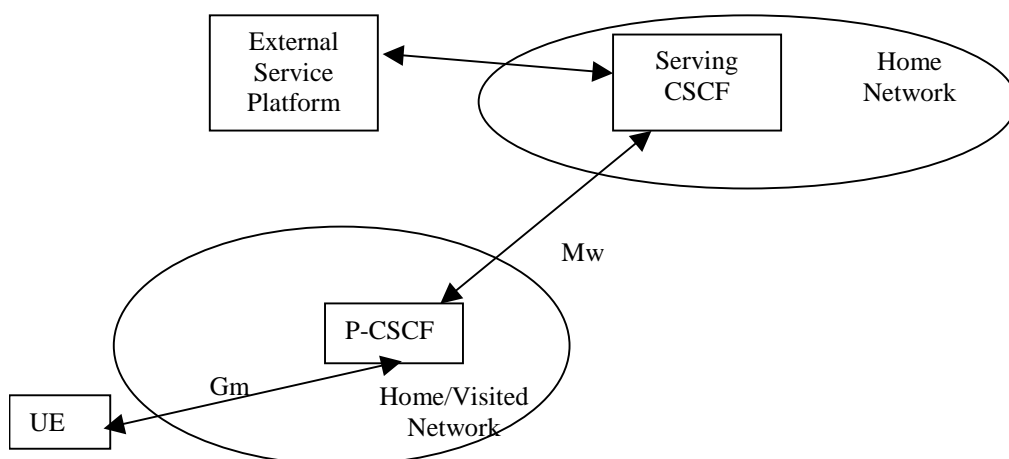 External
Service
Platform
Serving
CSCF
Home
Network
Mw
P-CSCF
Gm
Home/Visited
Network
UE